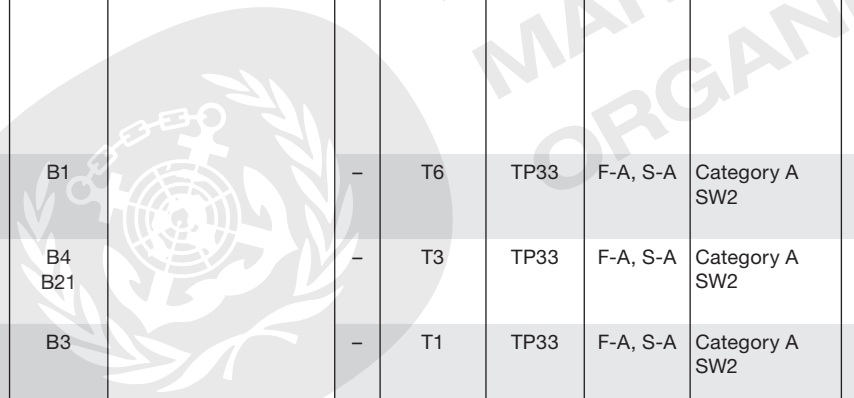 B1 – T6 TP33 F-A, S-A Category A
SW2
B4 – T3 TP33 F-A, S-A Category A
B21 SW2
B3 – T1 TP33 F-A, S-A Category A
SW2